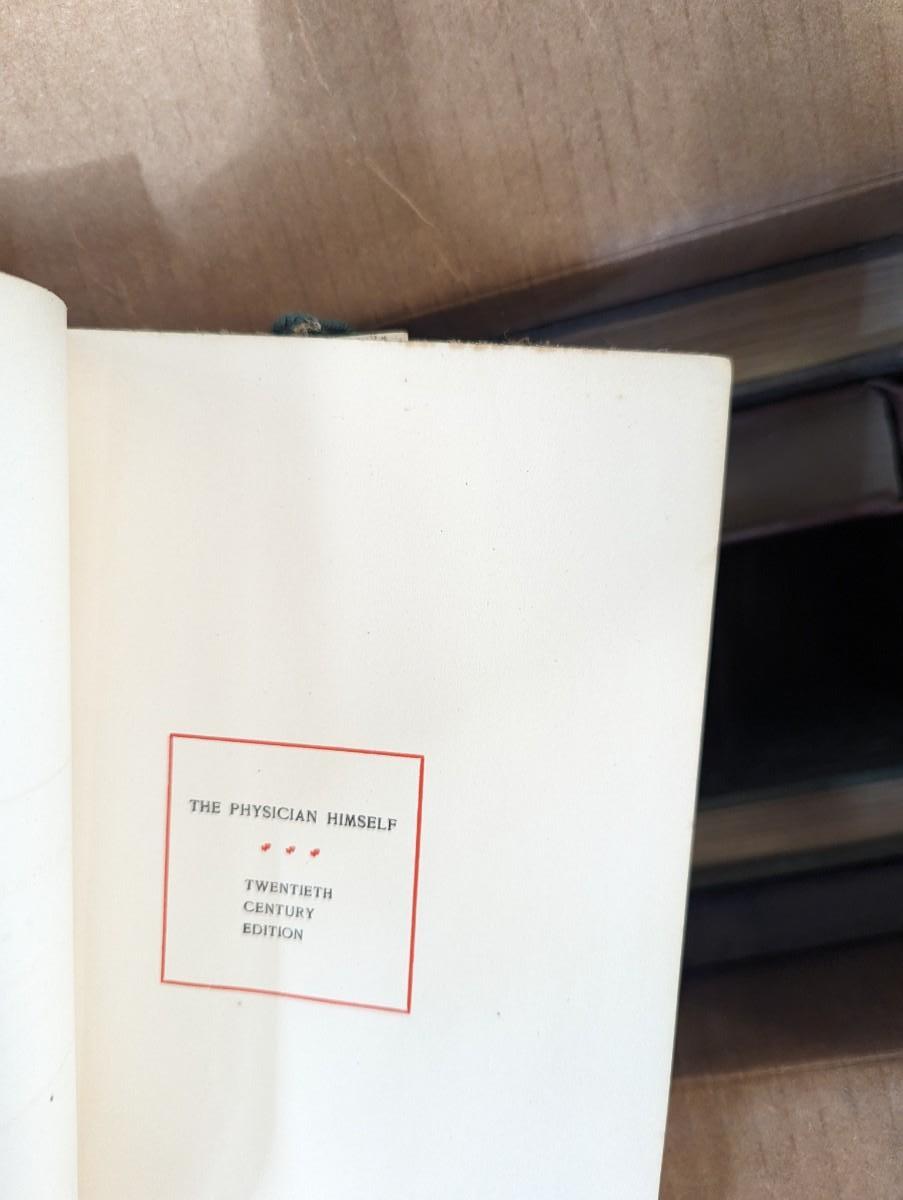 THE PHYSICIAN HIMSELF
TWENTIETH
CENTURY
EDITION